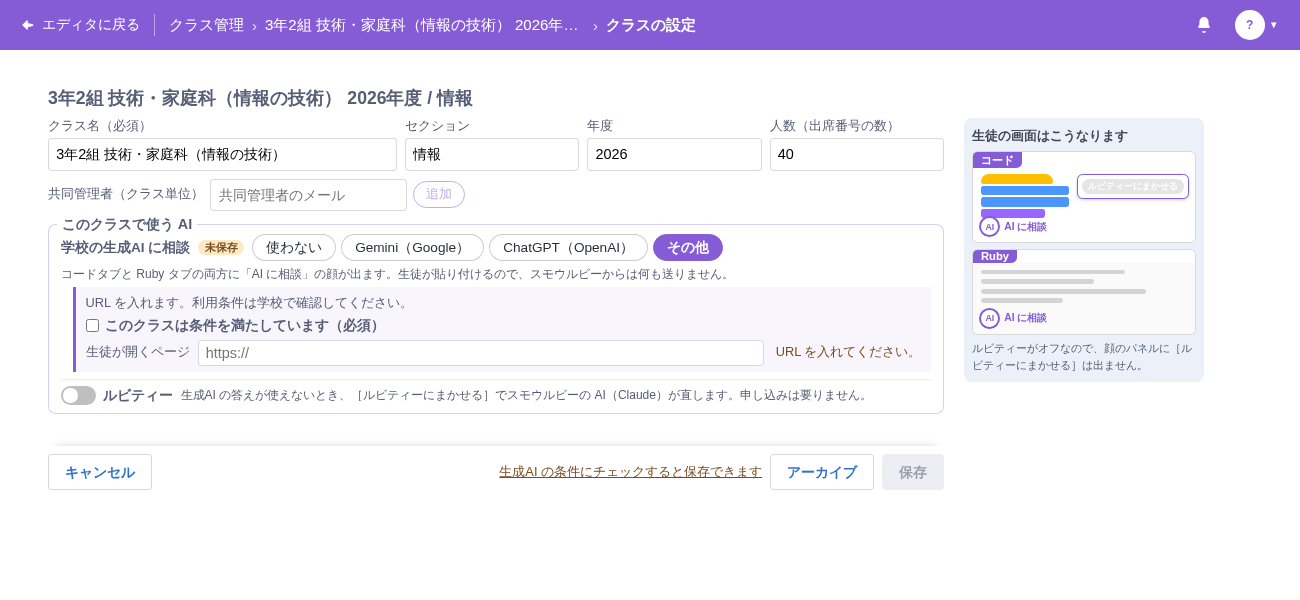 エディタに戻る
クラス管理 › 3年2組 技術・家庭科（情報の技術） 2026年… › クラスの設定
?
3年2組 技術・家庭科（情報の技術） 2026年度 / 情報
クラス名（必須） セクション 年度 人数（出席番号の数）
3年2組 技術・家庭科（情報の技術） 情報 2026 40
共同管理者（クラス単位） 共同管理者のメール 追加
このクラスで使う AI
学校の生成AI に相談 未保存 使わない Gemini（Google） ChatGPT（OpenAI） その他
コードタブと Ruby タブの両方に「AI に相談」の顔が出ます。生徒が貼り付けるので、スモウルビーからは何も送りません。
URL を入れます。利用条件は学校で確認してください。
このクラスは条件を満たしています（必須）
生徒が開くページ https:// URL を入れてください。
ルビティー 生成AI の答えが使えないとき、［ルビティーにまかせる］でスモウルビーの AI（Claude）が直します。申し込みは要りません。
キャンセル 生成AI の条件にチェックすると保存できます アーカイブ 保存
生徒の画面はこうなります
コード
ルビティーにまかせる
AI AI に相談
Ruby
AI AI に相談
ルビティーがオフなので、顔のパネルに［ル
ビティーにまかせる］は出ません。